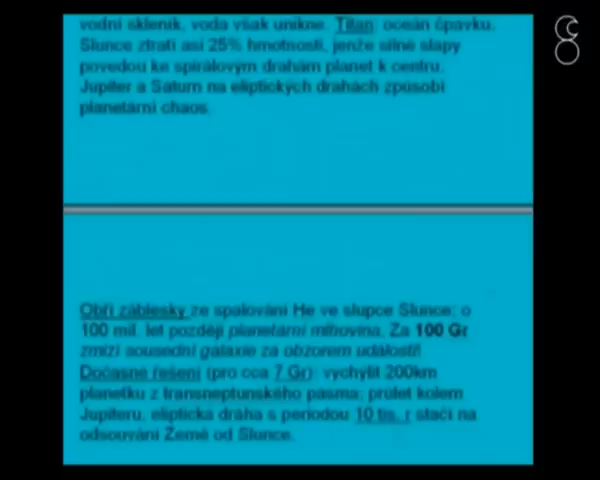 vodní skleník, voda však unikne. Titan: oceán čpavku.
Slunce ztratí asi 25% hmotnosti, jenže silné slapy
povedou ke spirálovým drahám planet k centru.
Jupiter a Saturn na eliptických drahách způsobí
planetární chaos.
Obří záblesky ze spalování He ve slupce Slunce; o
100 mil. let později planetární mlhovina. Za 100 Gr
zmizí sousední galaxie za obzorem událostí!
Dočasné řešení (pro cca 7 Gr): vychýlit 200km
planetku z transneptunského pásma; průlet kolem
Jupiteru, eliptická dráha s periodou 10 tis. r stačí na
odsouvání Země od Slunce.